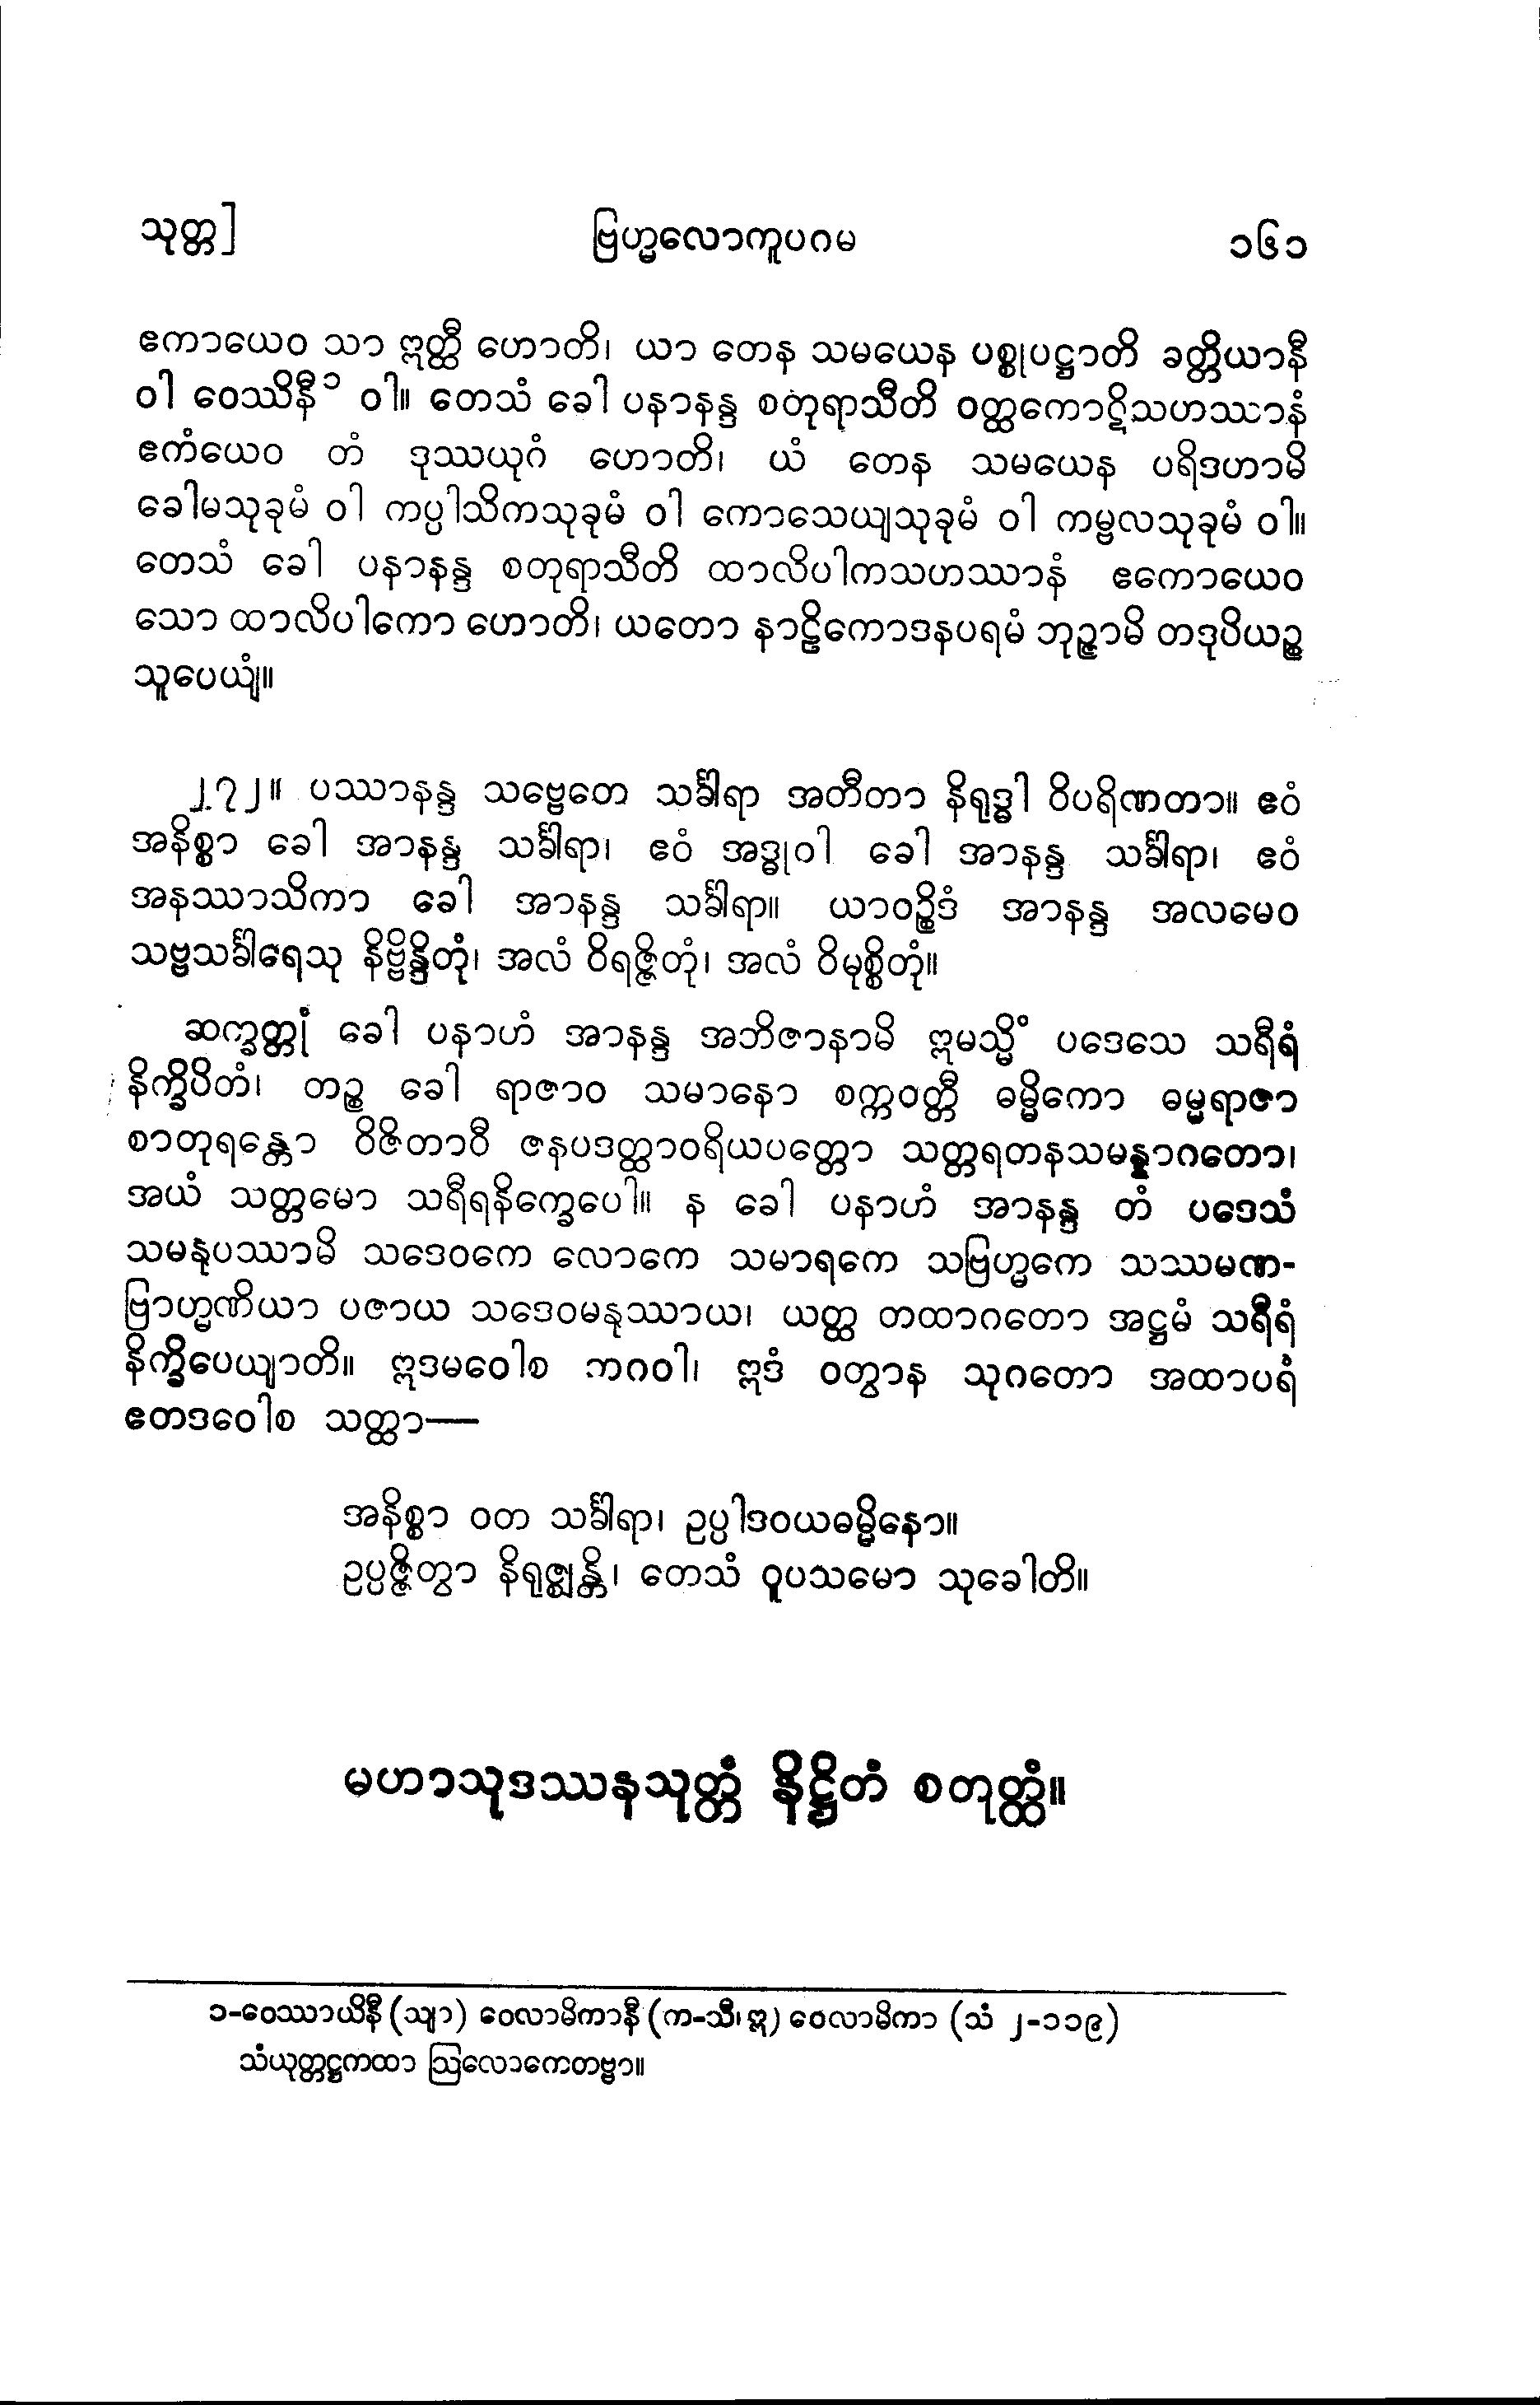 သုတ္တ] ဗြဟ္မလောကူပဂမ ၁၆၁
ဧကာယေဝ သာ ဣတ္ထီ ဟောတိ၊ ယာ တေန သမယေန ပစ္စုပဋ္ဌာတိ ခတ္တိယာနီ
ဝါ ဝေဿိနီ၁ ဝါ။ တေသံ ခေါ ပနာနန္ဒ စတုရာသီတိ ဝတ္ထကောဋိသဟဿာနံ
ဧကံယေဝ တံ ဒုဿယုဂံ ဟောတိ၊ ယံ တေန သမယေန ပရိဒဟာမိ
ခေါမသုခုမံ ဝါ ကပ္ပါသိကသုခုမံ ဝါ ကောသေယျသုခုမံ ဝါ ကမ္ဗလသုခုမံ ဝါ။
တေသံ ခေါ ပနာနန္ဒ စတုရာသီတိ ထာလိပါကသဟဿာနံ ဧကောယေဝ
သော ထာလိပါကော ဟောတိ၊ ယတော နာဠိကောဒနပရမံ ဘုဉ္ဇာမိ တဒုပိယဉ္စ
သူပေယျံ။
၂၇၂။ ပဿာနန္ဒ သဗ္ဗေတေ သင်္ခါရာ အတီတာ နိရုဒ္ဓါ ဝိပရိဏတာ။ ဧဝံ
အနိစ္စာ ခေါ အာနန္ဒ သင်္ခါရာ၊ ဧဝံ အဒ္ဓုဝါ ခေါ အာနန္ဒ သင်္ခါရာ၊ ဧဝံ
အနဿာသိကာ ခေါ အာနန္ဒ သင်္ခါရာ။ ယာဝဉ္စိဒံ အာနန္ဒ အလမေဝ
သဗ္ဗသင်္ခါရေသု နိဗ္ဗိန္ဒိတုံ၊ အလံ ဝိရဇ္ဇိတုံ၊ အလံ ဝိမုစ္စိတုံ။
ဆက္ခတ္တုံ ခေါ ပနာဟံ အာနန္ဒ အဘိဇာနာမိ ဣမသ္မိံ ပဒေသေ သရီရံ
နိက္ခိပိတံ၊ တဉ္စ ခေါ ရာဇာဝ သမာနော စက္ကဝတ္တီ ဓမ္မိကော ဓမ္မရာဇာ
စာတုရန္တော ဝိဇိတာဝီ ဇနပဒတ္ထာဝရိယပတ္တော သတ္တရတနသမန္နာဂတော၊
အယံ သတ္တမော သရီရနိက္ခေပေါ။ န ခေါ ပနာဟံ အာနန္ဒ တံ ပဒေသံ
သမနုပဿာမိ သဒေဝကေ လောကေ သမာရကေ သဗြဟ္မကေ သဿမဏ-
ဗြာဟ္မဏိယာ ပဇာယ သဒေဝမနုဿာယ၊ ယတ္ထ တထာဂတော အဋ္ဌမံ သရီရံ
နိက္ခိပေယျာတိ။ ဣဒမဝေါစ ဘဂဝါ၊ ဣဒံ ဝတွာန သုဂတော အထာပရံ
ဧတဒဝေါစ သတ္ထာ—
အနိစ္စာ ဝတ သင်္ခါရာ၊ ဥပ္ပါဒဝယဓမ္မိနော။
ဥပ္ပဇ္ဇိတွာ နိရုဇ္ဈန္တိ၊ တေသံ ဝူပသမော သုခေါတိ။
မဟာသုဒဿနသုတ္တံ နိဋ္ဌိတံ စတုတ္ထံ။
၁-ဝေဿာယိနီ (သျာ) ဝေလာမိကာနီ (က-သီ၊ ဣ) ဝေလာမိကာ (သံ ၂-၁၁၉)
သံယုတ္တဋ္ဌကထာ ဩလောကေတဗ္ဗာ။